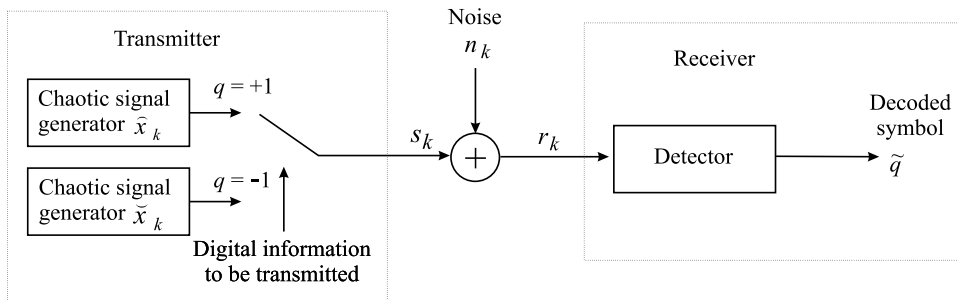 Transmitter
Chaotic signal
generator x̂ k
q = +1
Chaotic signal
generator x̆ k
q = -1
Digital information
to be transmitted
s k
Noise
n k
+
r k
Receiver
Detector
Decoded
symbol
q̃